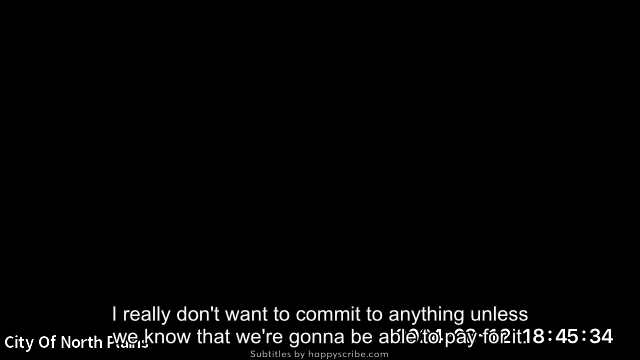 I really don't want to commit to anything unless
we know that we're gonna be able to pay for it.
City Of North Plains
18:45:34
Subtitles by happyscribe.com